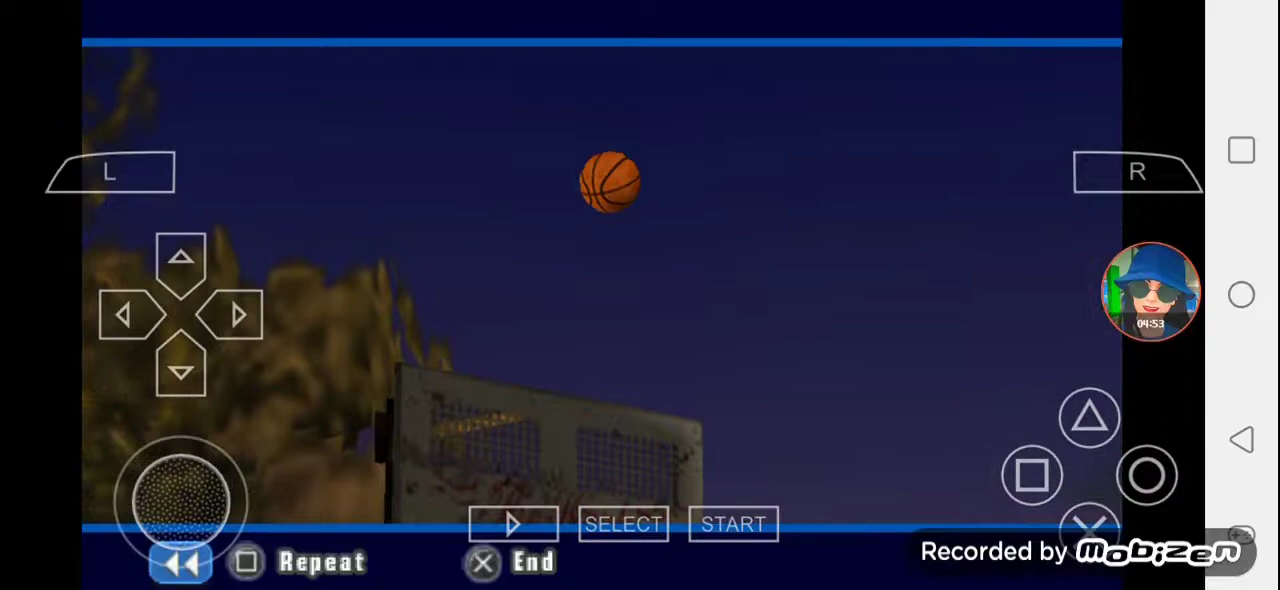 L
R
04:53
SELECT
START
Repeat
End
Recorded by mobizen